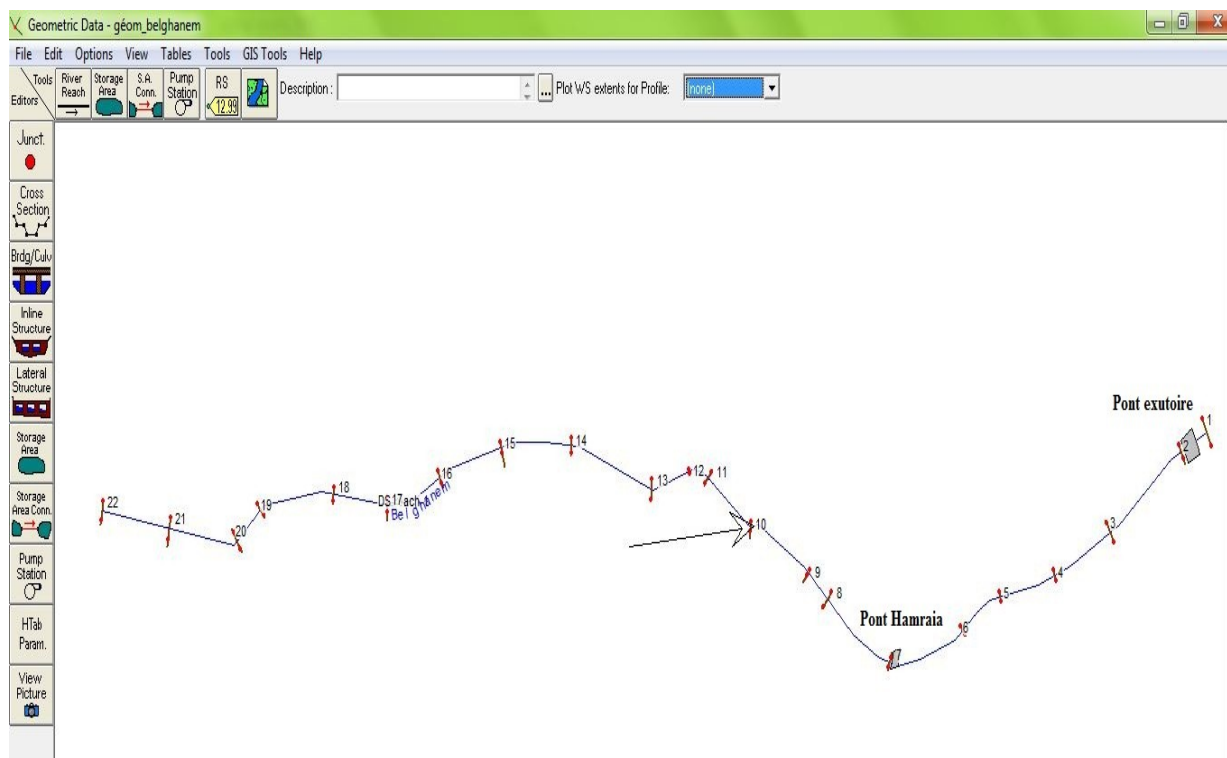 Geometric Data - géom_belghanem
File Edit Options View Tables Tools GIS Tools Help
Tools
Editors
River
Reach
Storage
Area
S.A.
Conn.
Pump
Station
RS
12.99
Description :
...
Plot WS extents for Profile:
(none)
Junct.
Cross
Section
Brdg/Culv
Inline
Structure
Lateral
Structure
Storage
Area
Storage
Area Conn.
Pump
Station
HTab
Param.
View
Picture
Pont exutoire
1
2
3
4
5
6
Pont Hamraia
7
8
9
10
11
12
13
14
15
16
DS17ach
Belghanem
18
19
20
21
22